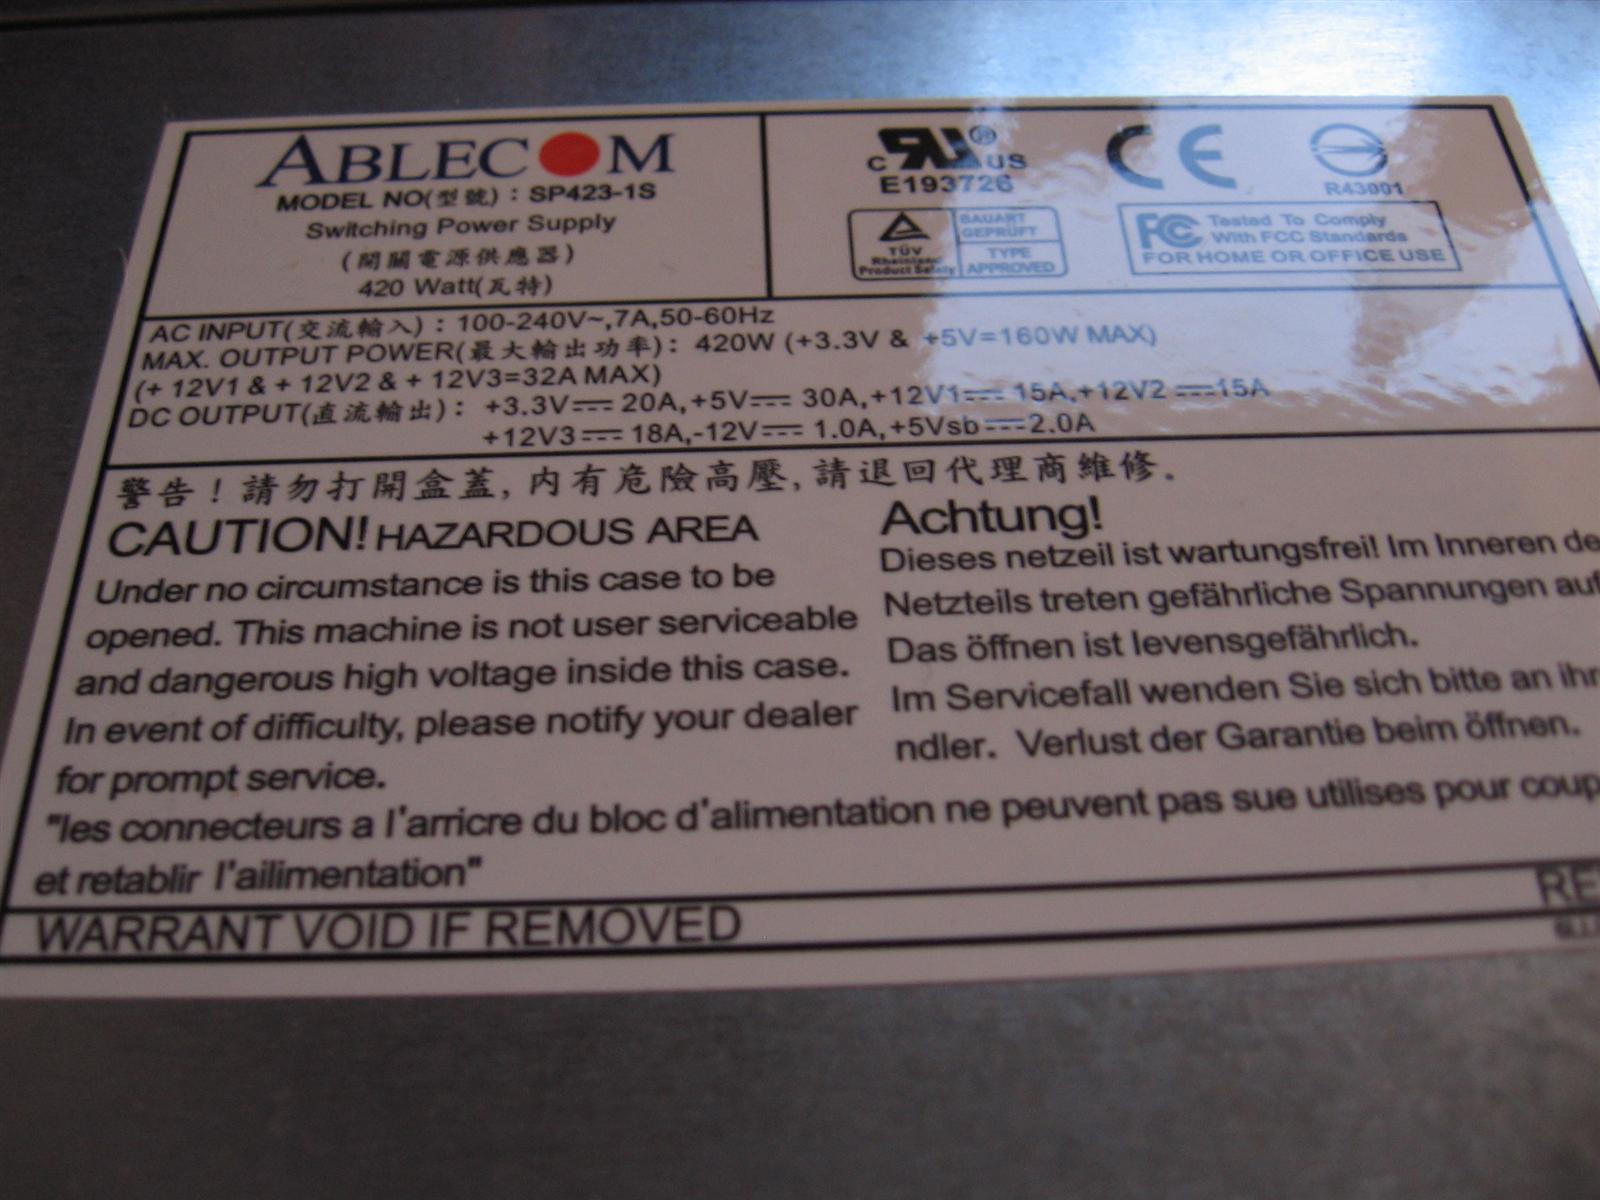 ABLECOM
MODEL NO(型號) : SP423-1S
Switching Power Supply
(開關電源供應器)
420 Watt(瓦特)
C RU ® US
E193726
CE
R43001
TÜV
Rheinland
Product Safety
BAUART
GEPRÜFT
TYPE
APPROVED
FC Tested To Comply
With FCC Standards
FOR HOME OR OFFICE USE
AC INPUT(交流輸入) : 100-240V~,7A,50-60Hz
MAX. OUTPUT POWER(最大輸出功率) : 420W (+3.3V & +5V=160W MAX)
(+ 12V1 & + 12V2 & + 12V3=32A MAX)
DC OUTPUT(直流輸出) : +3.3V⎓ 20A,+5V⎓ 30A,+12V1⎓ 15A,+12V2 ⎓15A
+12V3⎓ 18A,-12V⎓ 1.0A,+5Vsb⎓2.0A
警告!請勿打開盒蓋,内有危險高壓,請退回代理商維修。
CAUTION! HAZARDOUS AREA
Under no circumstance is this case to be
opened. This machine is not user serviceable
and dangerous high voltage inside this case.
In event of difficulty, please notify your dealer
for prompt service.
Achtung!
Dieses netzeil ist wartungsfrei! Im Inneren de
Netzteils treten gefährliche Spannungen auf
Das öffnen ist levensgefährlich.
Im Servicefall wenden Sie sich bitte an ihr
ndler. Verlust der Garantie beim öffnen.
"les connecteurs a l'arricre du bloc d'alimentation ne peuvent pas sue utilises pour coup
et retablir l'ailimentation"
WARRANT VOID IF REMOVED
RE